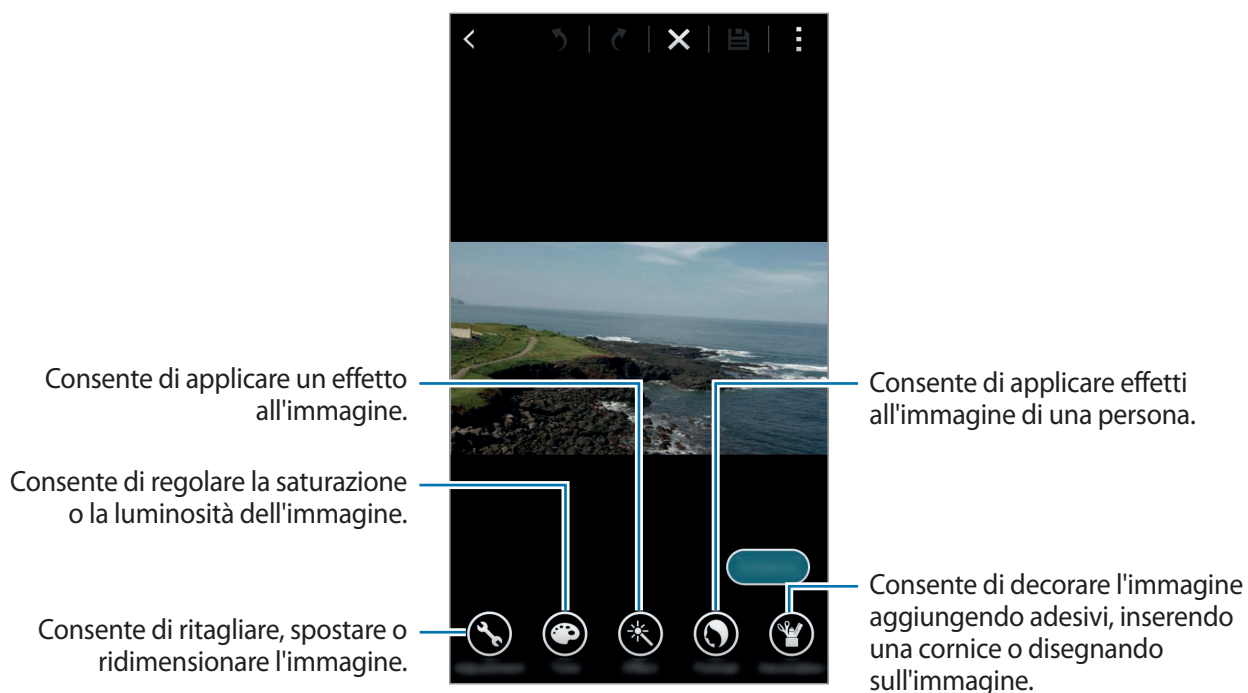 Consente di applicare un effetto
all'immagine.
Consente di regolare la saturazione
o la luminosità dell'immagine.
Consente di ritagliare, spostare o
ridimensionare l'immagine.
Consente di applicare effetti
all'immagine di una persona.
Consente di decorare l'immagine
aggiungendo adesivi, inserendo
una cornice o disegnando
sull'immagine.